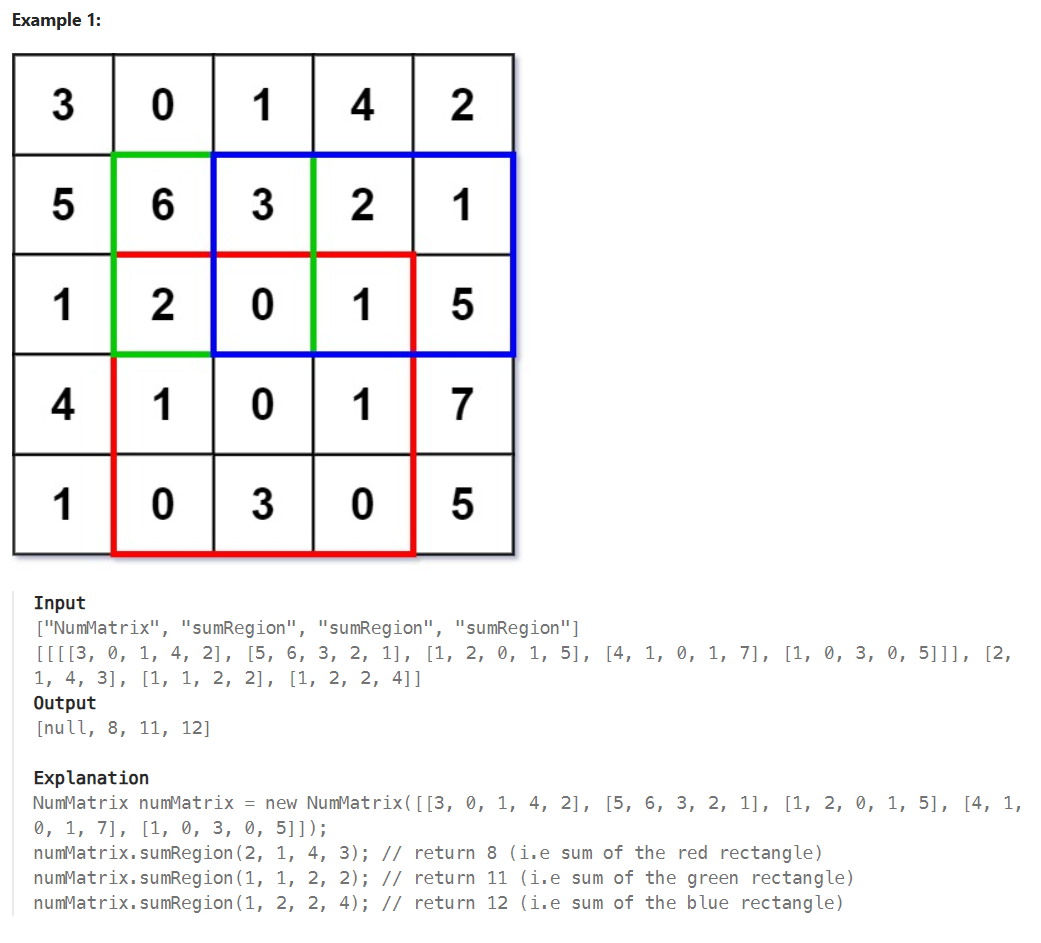 Example 1:
3 0 1 4 2
5 6 3 2 1
1 2 0 1 5
4 1 0 1 7
1 0 3 0 5
Input
["NumMatrix", "sumRegion", "sumRegion", "sumRegion"]
[[[[3, 0, 1, 4, 2], [5, 6, 3, 2, 1], [1, 2, 0, 1, 5], [4, 1, 0, 1, 7], [1, 0, 3, 0, 5]]], [2,
1, 4, 3], [1, 1, 2, 2], [1, 2, 2, 4]]
Output
[null, 8, 11, 12]
Explanation
NumMatrix numMatrix = new NumMatrix([[3, 0, 1, 4, 2], [5, 6, 3, 2, 1], [1, 2, 0, 1, 5], [4, 1,
0, 1, 7], [1, 0, 3, 0, 5]]);
numMatrix.sumRegion(2, 1, 4, 3); // return 8 (i.e sum of the red rectangle)
numMatrix.sumRegion(1, 1, 2, 2); // return 11 (i.e sum of the green rectangle)
numMatrix.sumRegion(1, 2, 2, 4); // return 12 (i.e sum of the blue rectangle)